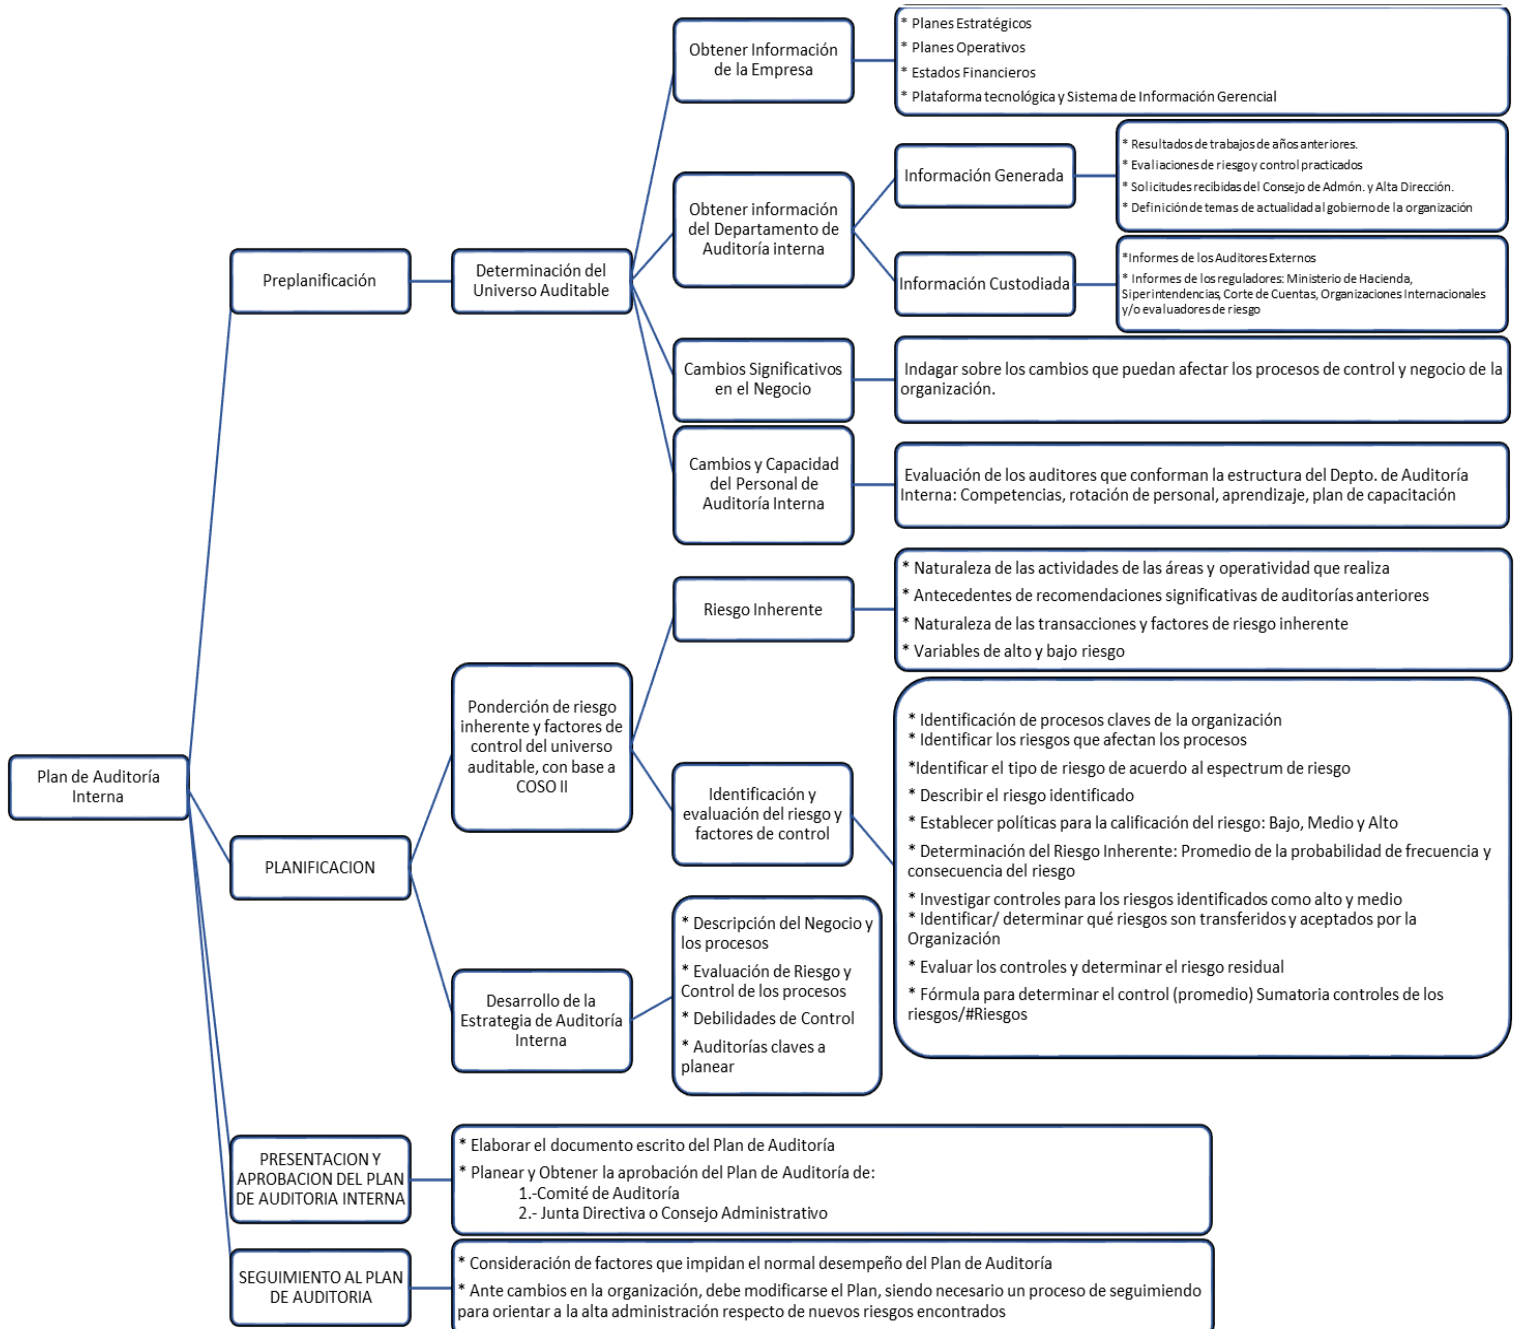 Plan de Auditoría
Interna
Preplanificación
Determinación del
Universo Auditable
Obtener Información
de la Empresa
* Planes Estratégicos
* Planes Operativos
* Estados Financieros
* Plataforma tecnológica y Sistema de Información Gerencial
Obtener información
del Departamento de
Auditoría interna
Información Generada
* Resultados de trabajos de años anteriores.
* Evaliaciones de riesgo y control practicados
* Solicitudes recibidas del Consejo de Admón. y Alta Dirección.
* Definición de temas de actualidad al gobierno de la organización
Información Custodiada
*Informes de los Auditores Externos
* Informes de los reguladores: Ministerio de Hacienda,
Siperintendencias, Corte de Cuentas, Organizaciones Internacionales
y/o evaluadores de riesgo
Cambios Significativos
en el Negocio
Indagar sobre los cambios que puedan afectar los procesos de control y negocio de la
organización.
Cambios y Capacidad
del Personal de
Auditoría Interna
Evaluación de los auditores que conforman la estructura del Depto. de Auditoría
Interna: Competencias, rotación de personal, aprendizaje, plan de capacitación
PLANIFICACION
Ponderción de riesgo
inherente y factores de
control del universo
auditable, con base a
COSO II
Riesgo Inherente
* Naturaleza de las actividades de las áreas y operatividad que realiza
* Antecedentes de recomendaciones significativas de auditorías anteriores
* Naturaleza de las transacciones y factores de riesgo inherente
* Variables de alto y bajo riesgo
Identificación y
evaluación del riesgo y
factores de control
* Identificación de procesos claves de la organización
* Identificar los riesgos que afectan los procesos
*Identificar el tipo de riesgo de acuerdo al espectrum de riesgo
* Describir el riesgo identificado
* Establecer políticas para la calificación del riesgo: Bajo, Medio y Alto
* Determinación del Riesgo Inherente: Promedio de la probabilidad de frecuencia y
consecuencia del riesgo
* Investigar controles para los riesgos identificados como alto y medio
* Identificar/ determinar qué riesgos son transferidos y aceptados por la
Organización
* Evaluar los controles y determinar el riesgo residual
* Fórmula para determinar el control (promedio) Sumatoria controles de los
riesgos/#Riesgos
Desarrollo de la
Estrategia de Auditoría
Interna
* Descripción del Negocio y
los procesos
* Evaluación de Riesgo y
Control de los procesos
* Debilidades de Control
* Auditorías claves a
planear
PRESENTACION Y
APROBACION DEL PLAN
DE AUDITORIA INTERNA
* Elaborar el documento escrito del Plan de Auditoría
* Planear y Obtener la aprobación del Plan de Auditoría de:
1.-Comité de Auditoría
2.- Junta Directiva o Consejo Administrativo
SEGUIMIENTO AL PLAN
DE AUDITORIA
* Consideración de factores que impidan el normal desempeño del Plan de Auditoría
* Ante cambios en la organización, debe modificarse el Plan, siendo necesario un proceso de seguimiendo
para orientar a la alta administración respecto de nuevos riesgos encontrados